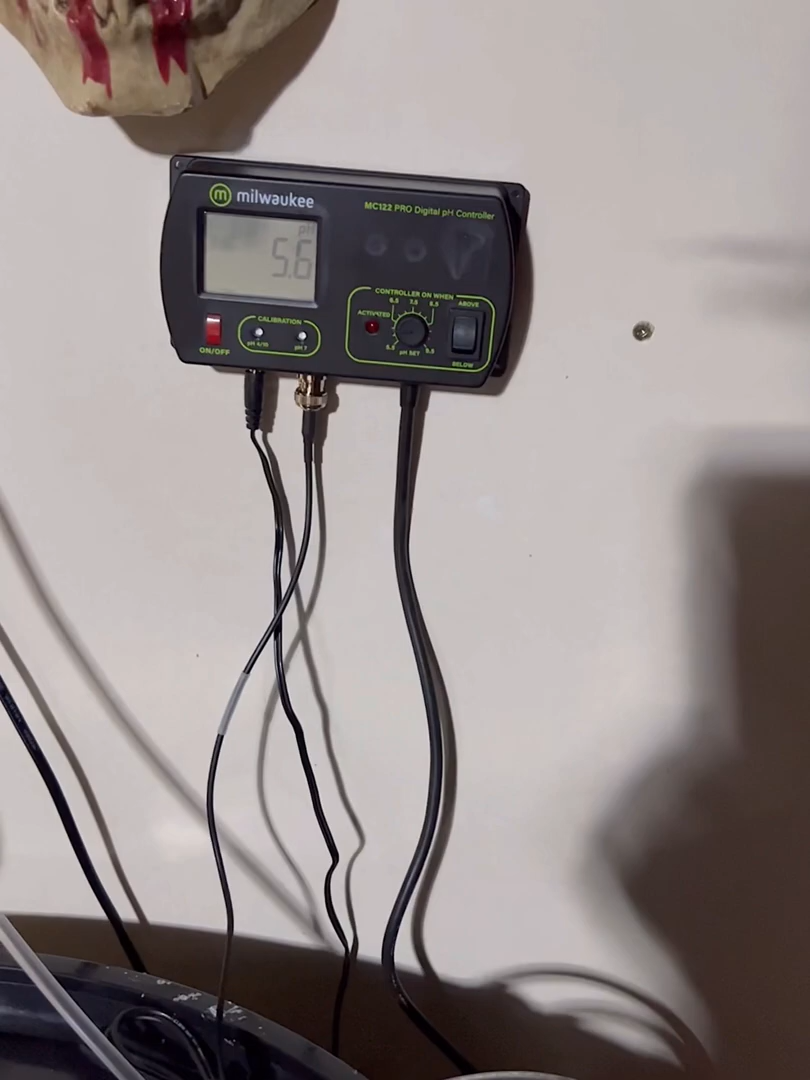 m milwaukee
MC122 PRO Digital pH Controller
pH
5.6
CONTROLLER ON WHEN
6.5 7.5 8.5
ABOVE
ACTIVATED
CALIBRATION
pH 4/10
pH 7
5.5 pH SET 9.5
ON/OFF
BELOW